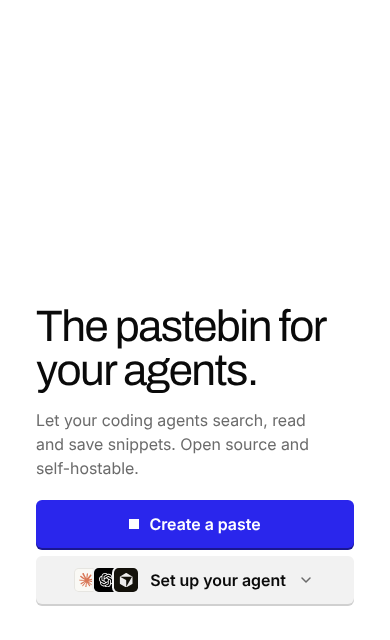 The pastebin for
your agents.
Let your coding agents search, read
and save snippets. Open source and
self-hostable.
Create a paste
Set up your agent